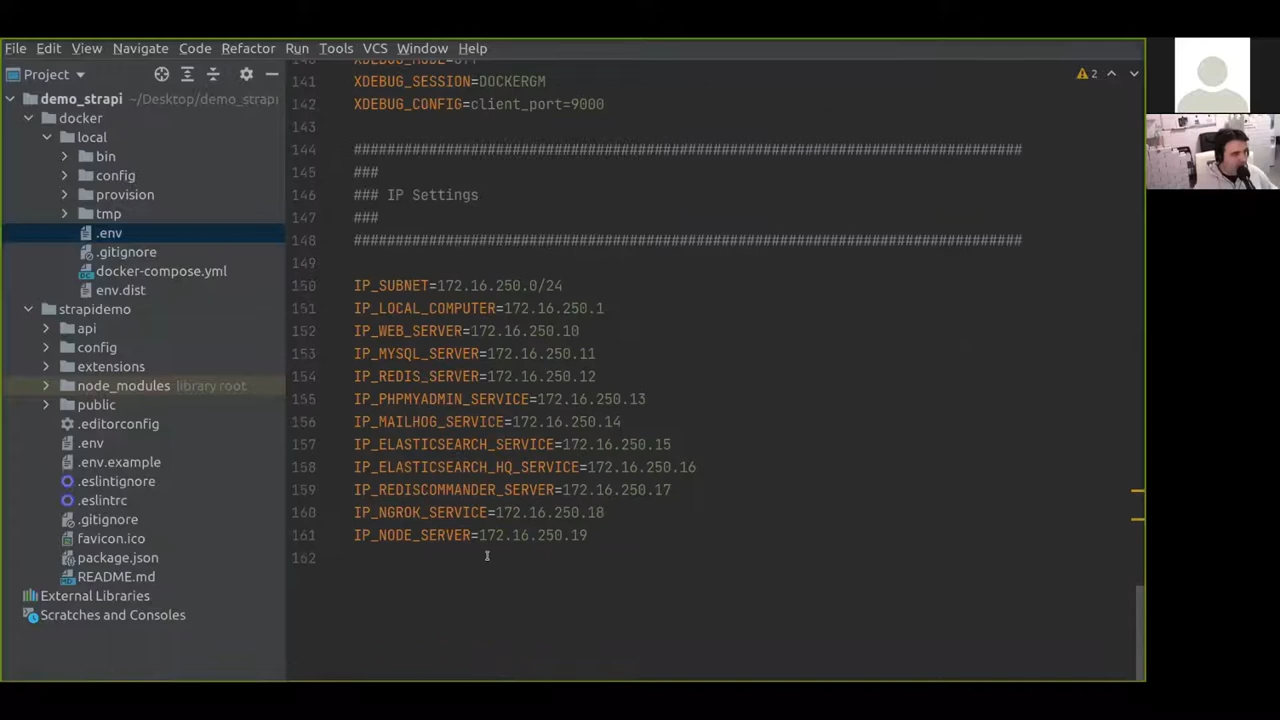 File Edit View Navigate Code Refactor Run Tools VCS Window Help
Project
demo_strapi ~/Desktop/demo_strapi
docker
local
bin
config
provision
tmp
.env
.gitignore
docker-compose.yml
env.dist
strapidemo
api
config
extensions
node_modules library root
public
.editorconfig
.env
.env.example
.eslintignore
.eslintrc
.gitignore
favicon.ico
package.json
README.md
External Libraries
Scratches and Consoles
2
141 XDEBUG_SESSION=DOCKERGM
142 XDEBUG_CONFIG=client_port=9000
143
144 ################################################################################
145 ###
146 ### IP Settings
147 ###
148 ################################################################################
149
150 IP_SUBNET=172.16.250.0/24
151 IP_LOCAL_COMPUTER=172.16.250.1
152 IP_WEB_SERVER=172.16.250.10
153 IP_MYSQL_SERVER=172.16.250.11
154 IP_REDIS_SERVER=172.16.250.12
155 IP_PHPMYADMIN_SERVICE=172.16.250.13
156 IP_MAILHOG_SERVICE=172.16.250.14
157 IP_ELASTICSEARCH_SERVICE=172.16.250.15
158 IP_ELASTICSEARCH_HQ_SERVICE=172.16.250.16
159 IP_REDISCOMMANDER_SERVER=172.16.250.17
160 IP_NGROK_SERVICE=172.16.250.18
161 IP_NODE_SERVER=172.16.250.19
162